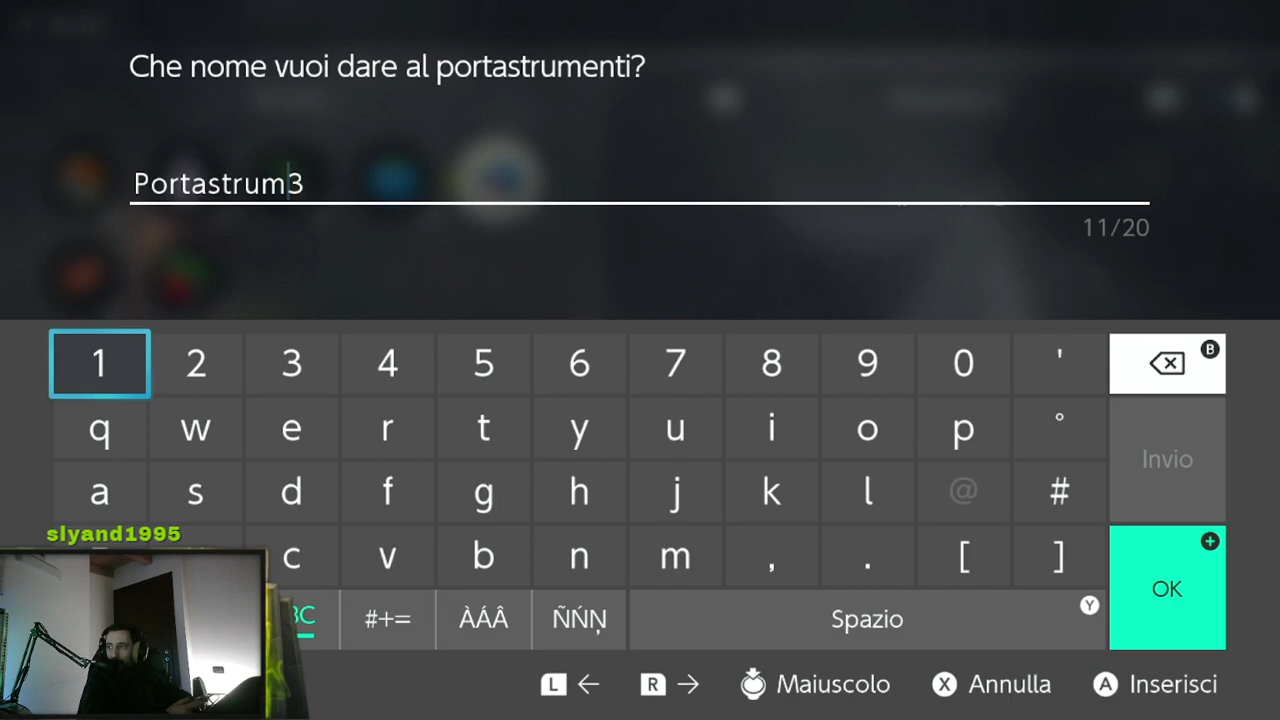 Che nome vuoi dare al portastrumenti?
Portastrum3
11/20
1 2 3 4 5 6 7 8 9 0 ' B
q w e r t y u i o p °
Invio
a s d f g h j k l @ #
slyand1995
c v b n m , . [ ] +
OK
#+= ÀÁÂ ÑŃŅ Spazio Y
L ← R → Maiuscolo X Annulla A Inserisci